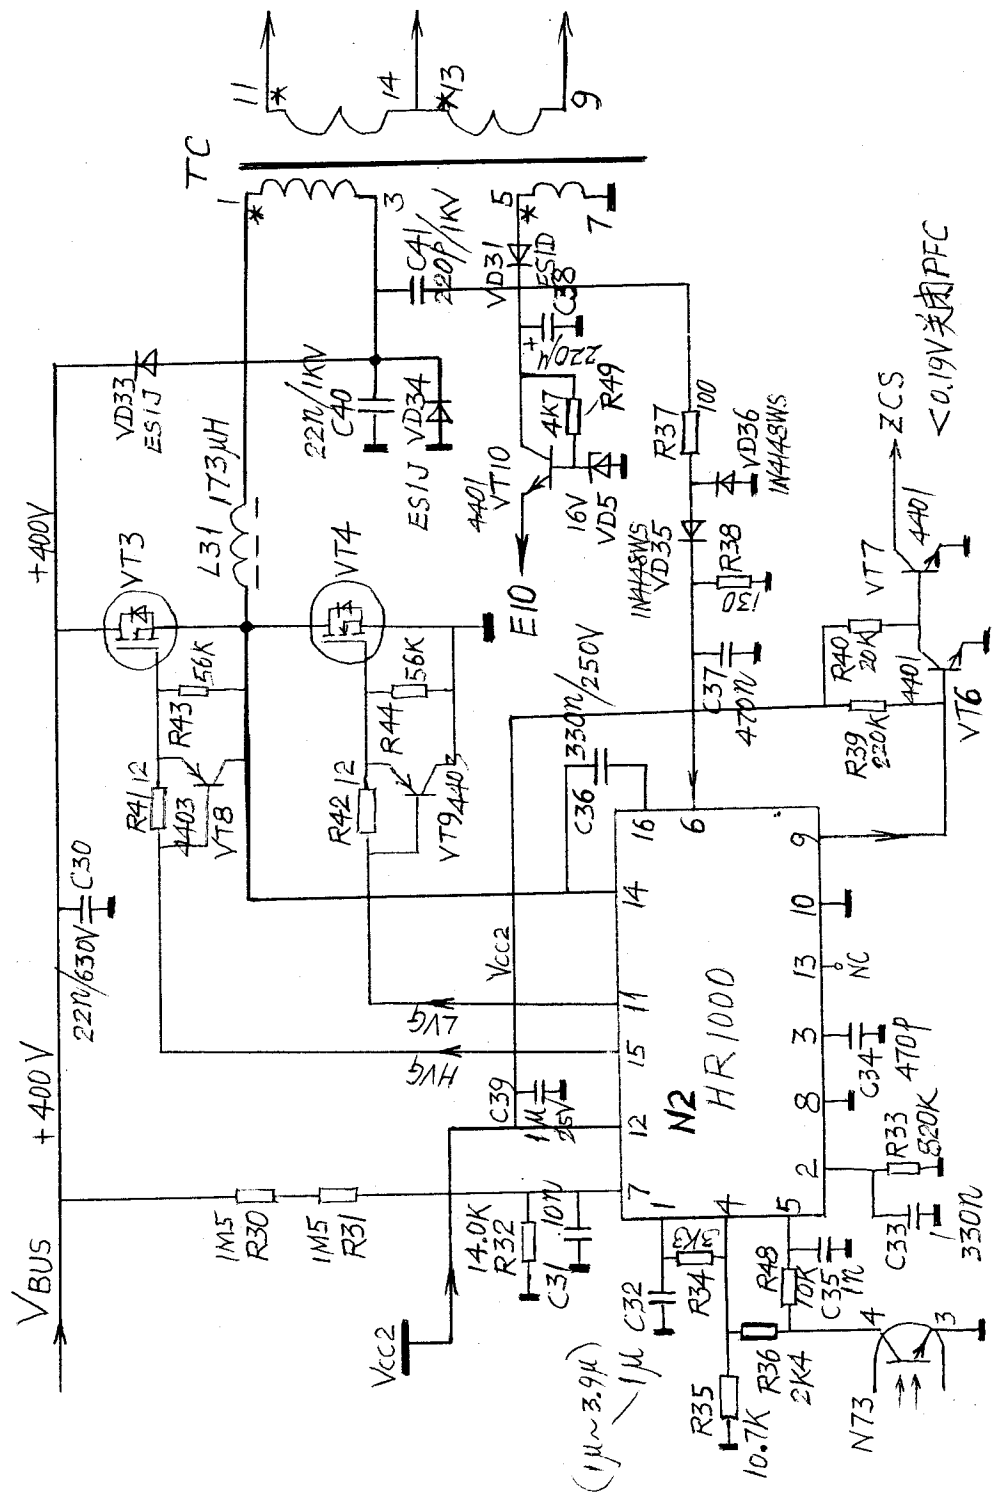 VBUS
+400V
+400V
22n/630V
C30
VD33
ES1J
TC
11
14
13
9
1
3
5
7
VT3
R41
12
4403
VT8
R43
56K
L31
173μH
22n/1KV
C40
C41
220P/1KV
VD34
ES1J
VT4
R42
12
VT9
4403
R44
56K
VD31
ES1D
C38
220μ
+
4K7
R49
4401
VT10
16V
VD5
E10
R37
100
VD36
1N4148WS
1N4148WS
VD35
R38
130
C37
470n
330n/250V
C36
R39
220K
R40
20K
4401
VT6
VT7
4401
ZCS
<0.19V关闭PFC
1M5
R30
1M5
R31
HVG
LVG
Vcc2
C39
1μ
25V
Vcc2
14.0K
R32
C31
10n
7
12
15
11
14
16
6
N2
HR1000
1
4
5
2
8
3
13
10
9
NC
C32
1μ
(1μ~3.9μ)
R34
3K3
R35
10.7K
R36
2K4
R48
10K
C35
1n
C33
330n
R33
820K
C34
470p
N73
4
3